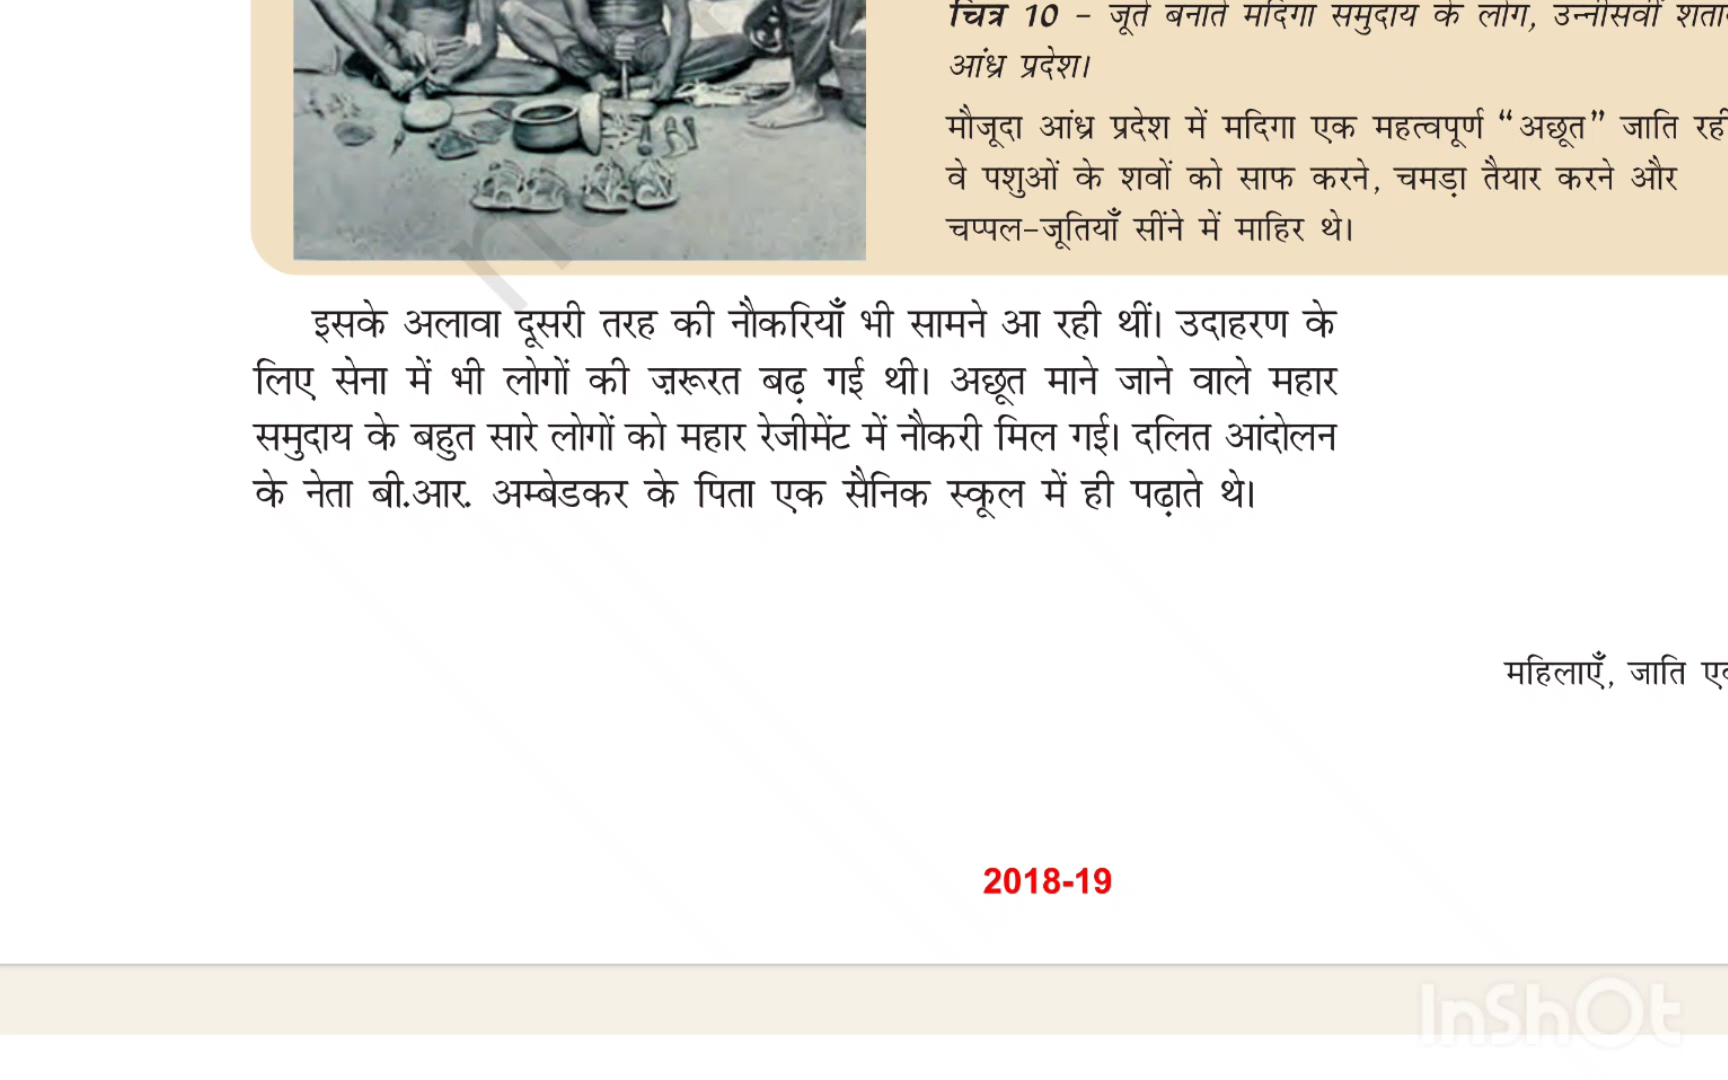 चित्र 10 – जूते बनाते मदिगा समुदाय के लोग, उन्नीसवीं
आंध्र प्रदेश।
मौजूदा आंध्र प्रदेश में मदिगा एक महत्वपूर्ण “अछूत” जाति
वे पशुओं के शवों को साफ करने, चमड़ा तैयार करने और
चप्पल-जूतियाँ सींने में माहिर थे।
इसके अलावा दूसरी तरह की नौकरियाँ भी सामने आ रही थीं। उदाहरण के
लिए सेना में भी लोगों की ज़रूरत बढ़ गई थी। अछूत माने जाने वाले महार
समुदाय के बहुत सारे लोगों को महार रेजीमेंट में नौकरी मिल गई। दलित आंदोलन
के नेता बी.आर. अम्बेडकर के पिता एक सैनिक स्कूल में ही पढ़ाते थे।
महिलाएँ, जाति
2018-19
InShOt